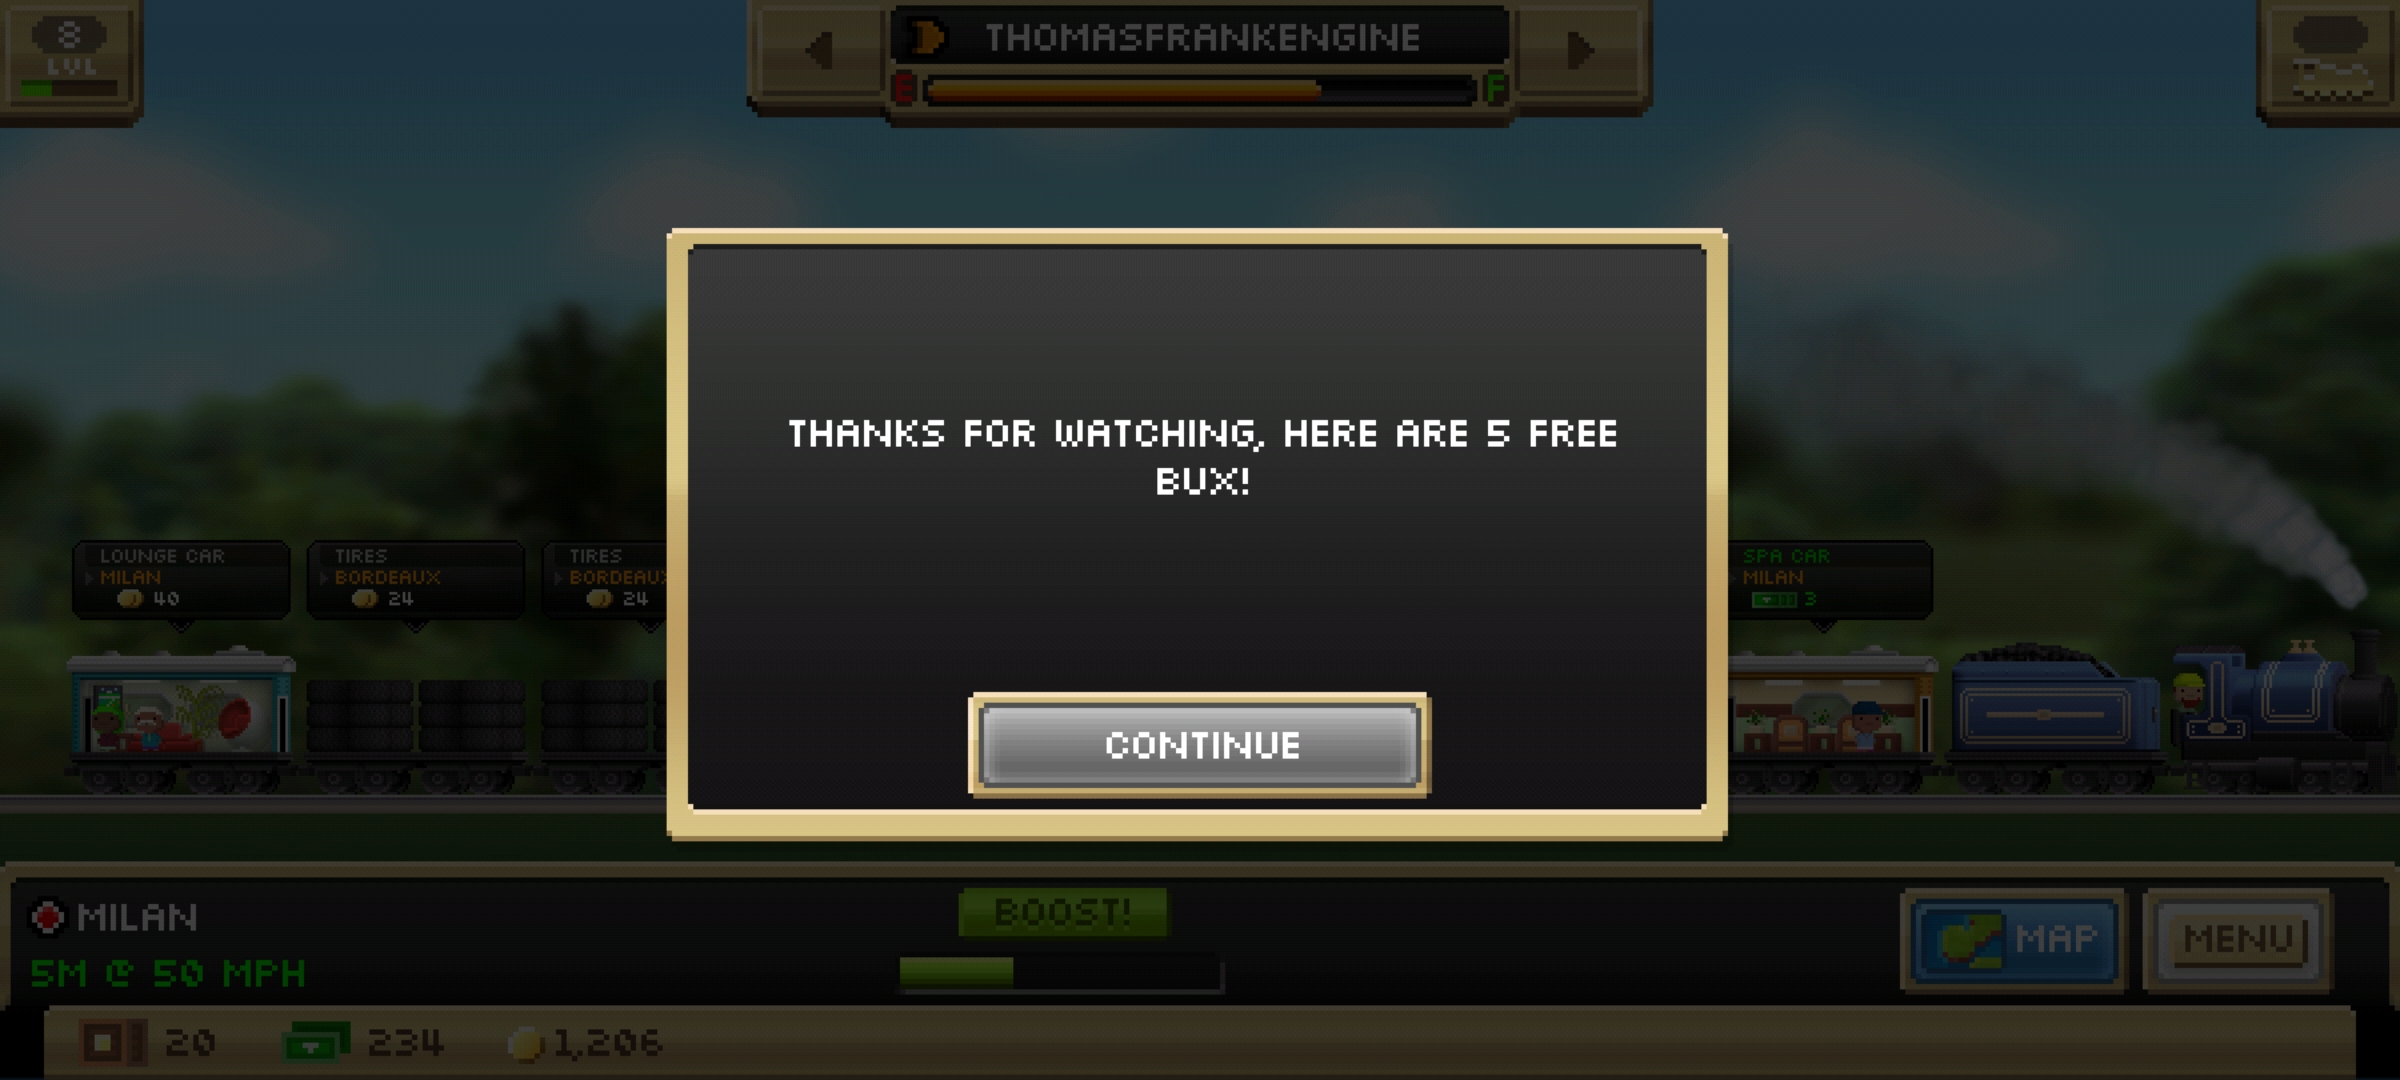 8
LVL
THOMASFRANKENGINE
E F
THANKS FOR WATCHING, HERE ARE 5 FREE
BUX!
CONTINUE
LOUNGE CAR
MILAN
40
TIRES
BORDEAUX
24
TIRES
BORDEAUX
24
SPA CAR
MILAN
3
MILAN
5M @ 50 MPH
BOOST!
MAP
MENU
20 234 1,206